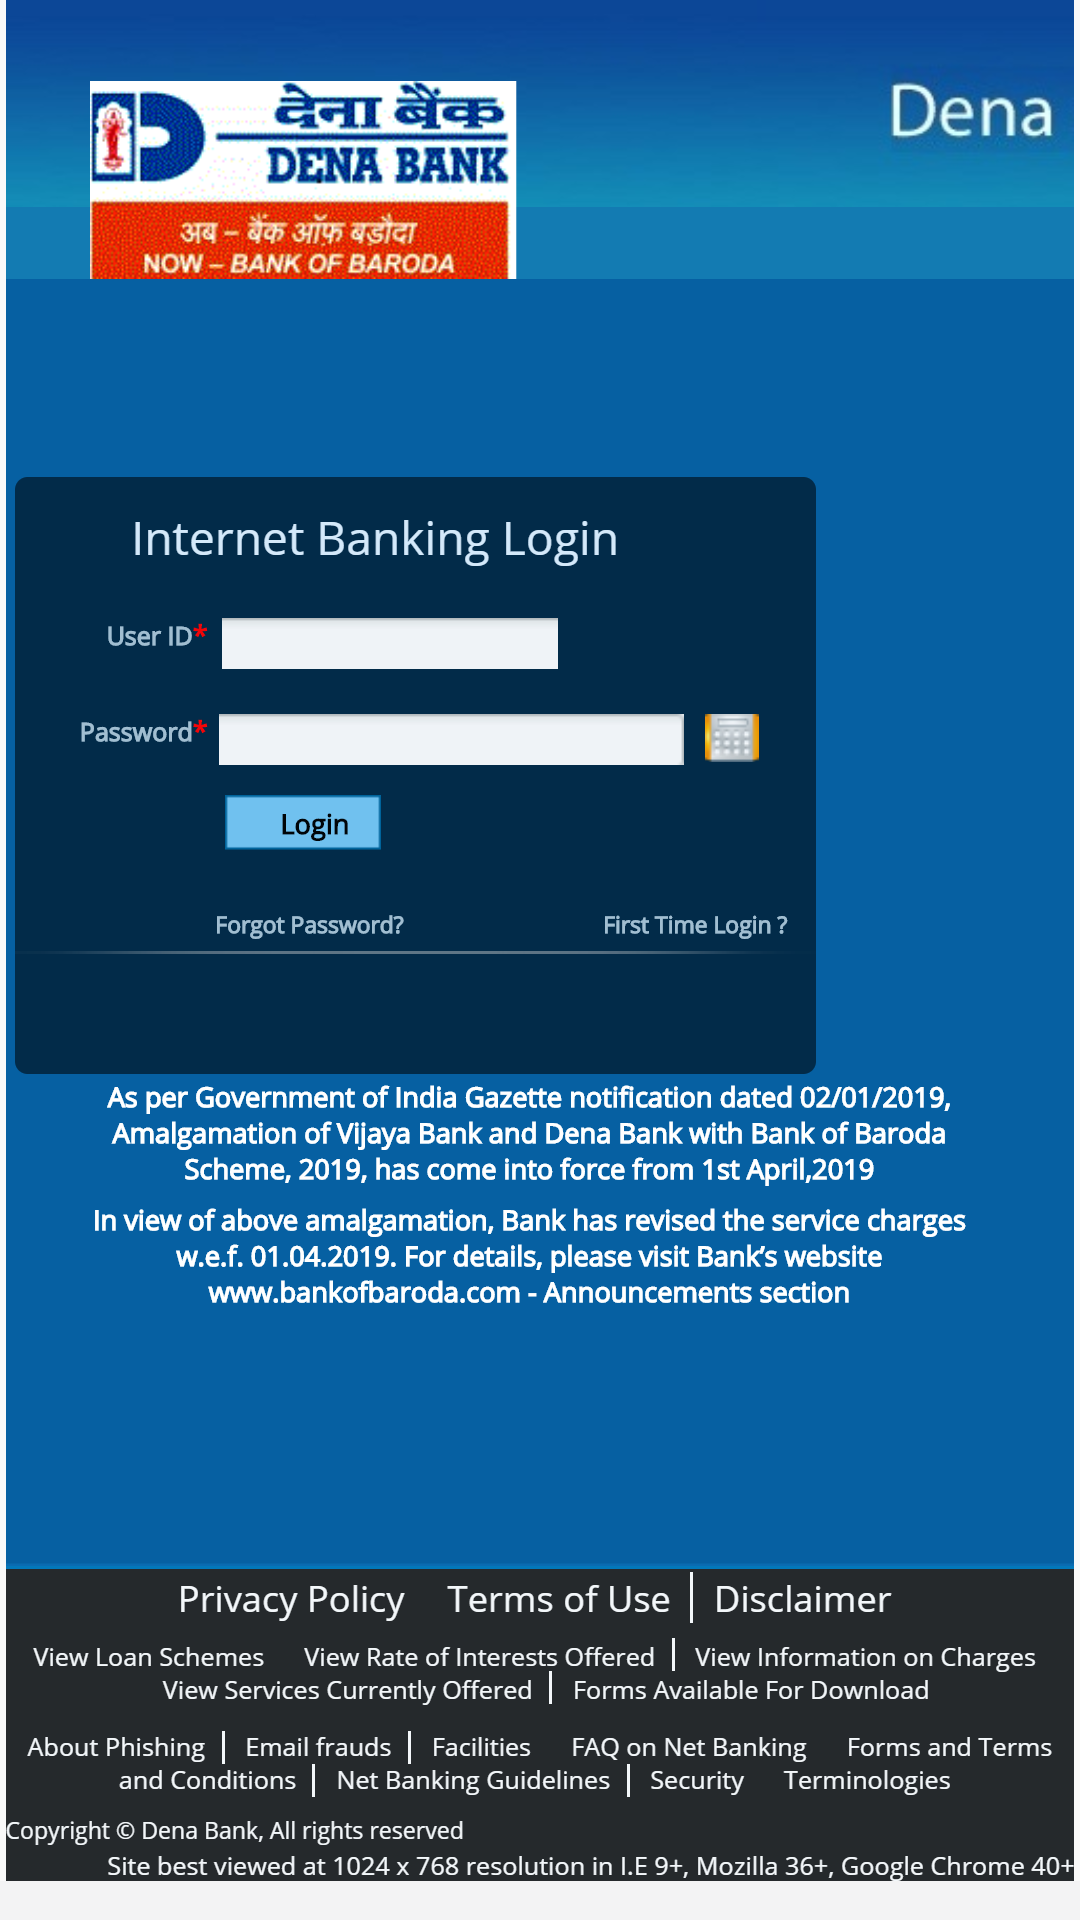 देना बैंक
DENA BANK
अब – बैंक ऑफ़ बड़ौदा
NOW – BANK OF BARODA
Dena
Internet Banking Login
User ID*
Password*
Login
Forgot Password? First Time Login ?
As per Government of India Gazette notification dated 02/01/2019,
Amalgamation of Vijaya Bank and Dena Bank with Bank of Baroda
Scheme, 2019, has come into force from 1st April,2019
In view of above amalgamation, Bank has revised the service charges
w.e.f. 01.04.2019. For details, please visit Bank’s website
www.bankofbaroda.com - Announcements section
Privacy Policy Terms of Use | Disclaimer
View Loan Schemes View Rate of Interests Offered | View Information on Charges
View Services Currently Offered | Forms Available For Download
About Phishing | Email frauds | Facilities FAQ on Net Banking Forms and Terms
and Conditions | Net Banking Guidelines | Security Terminologies
Copyright © Dena Bank, All rights reserved
Site best viewed at 1024 x 768 resolution in I.E 9+, Mozilla 36+, Google Chrome 40+